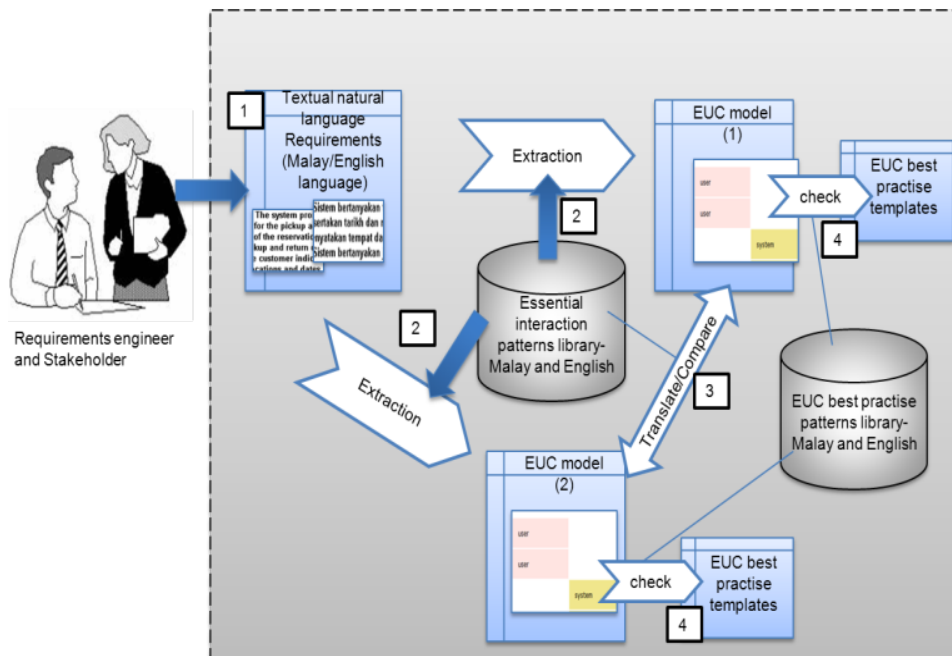 1
Textual natural
language
Requirements
(Malay/English
language)
The system pro
for the pickup a
of the reservatio
kup and return
e customer indic
cations and dates
Sistem bertanyakan
sertakan tarikh dan
nyatakan tempat da
Sistem bertanyakan
Requirements engineer
and Stakeholder
Extraction
2
2
Extraction
Essential
interaction
patterns library-
Malay and English
EUC model
(1)
user
user
system
check
4
EUC best
practise
templates
Translate/Compare
3
EUC best practise
patterns library-
Malay and English
EUC model
(2)
user
user
system
check
4
EUC best
practise
templates